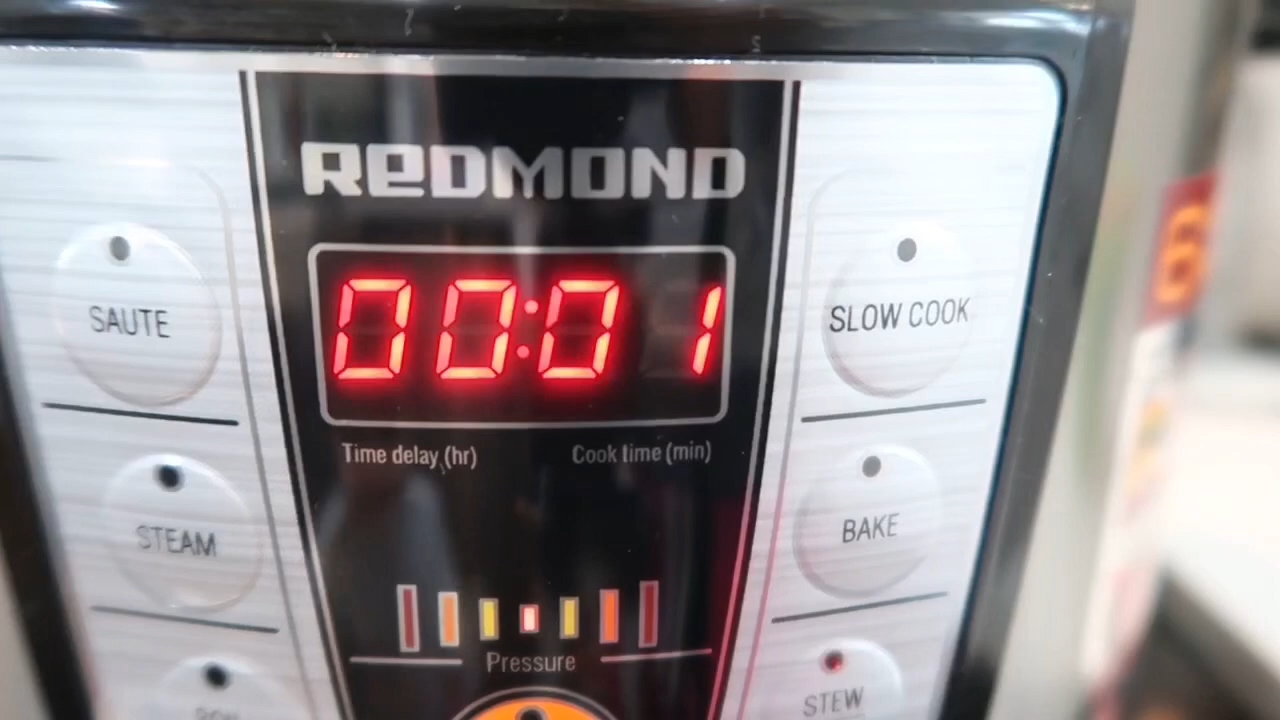 REDMOND
00:01
Time delay (hr)
Cook time (min)
SAUTE
SLOW COOK
STEAM
BAKE
Pressure
STEW